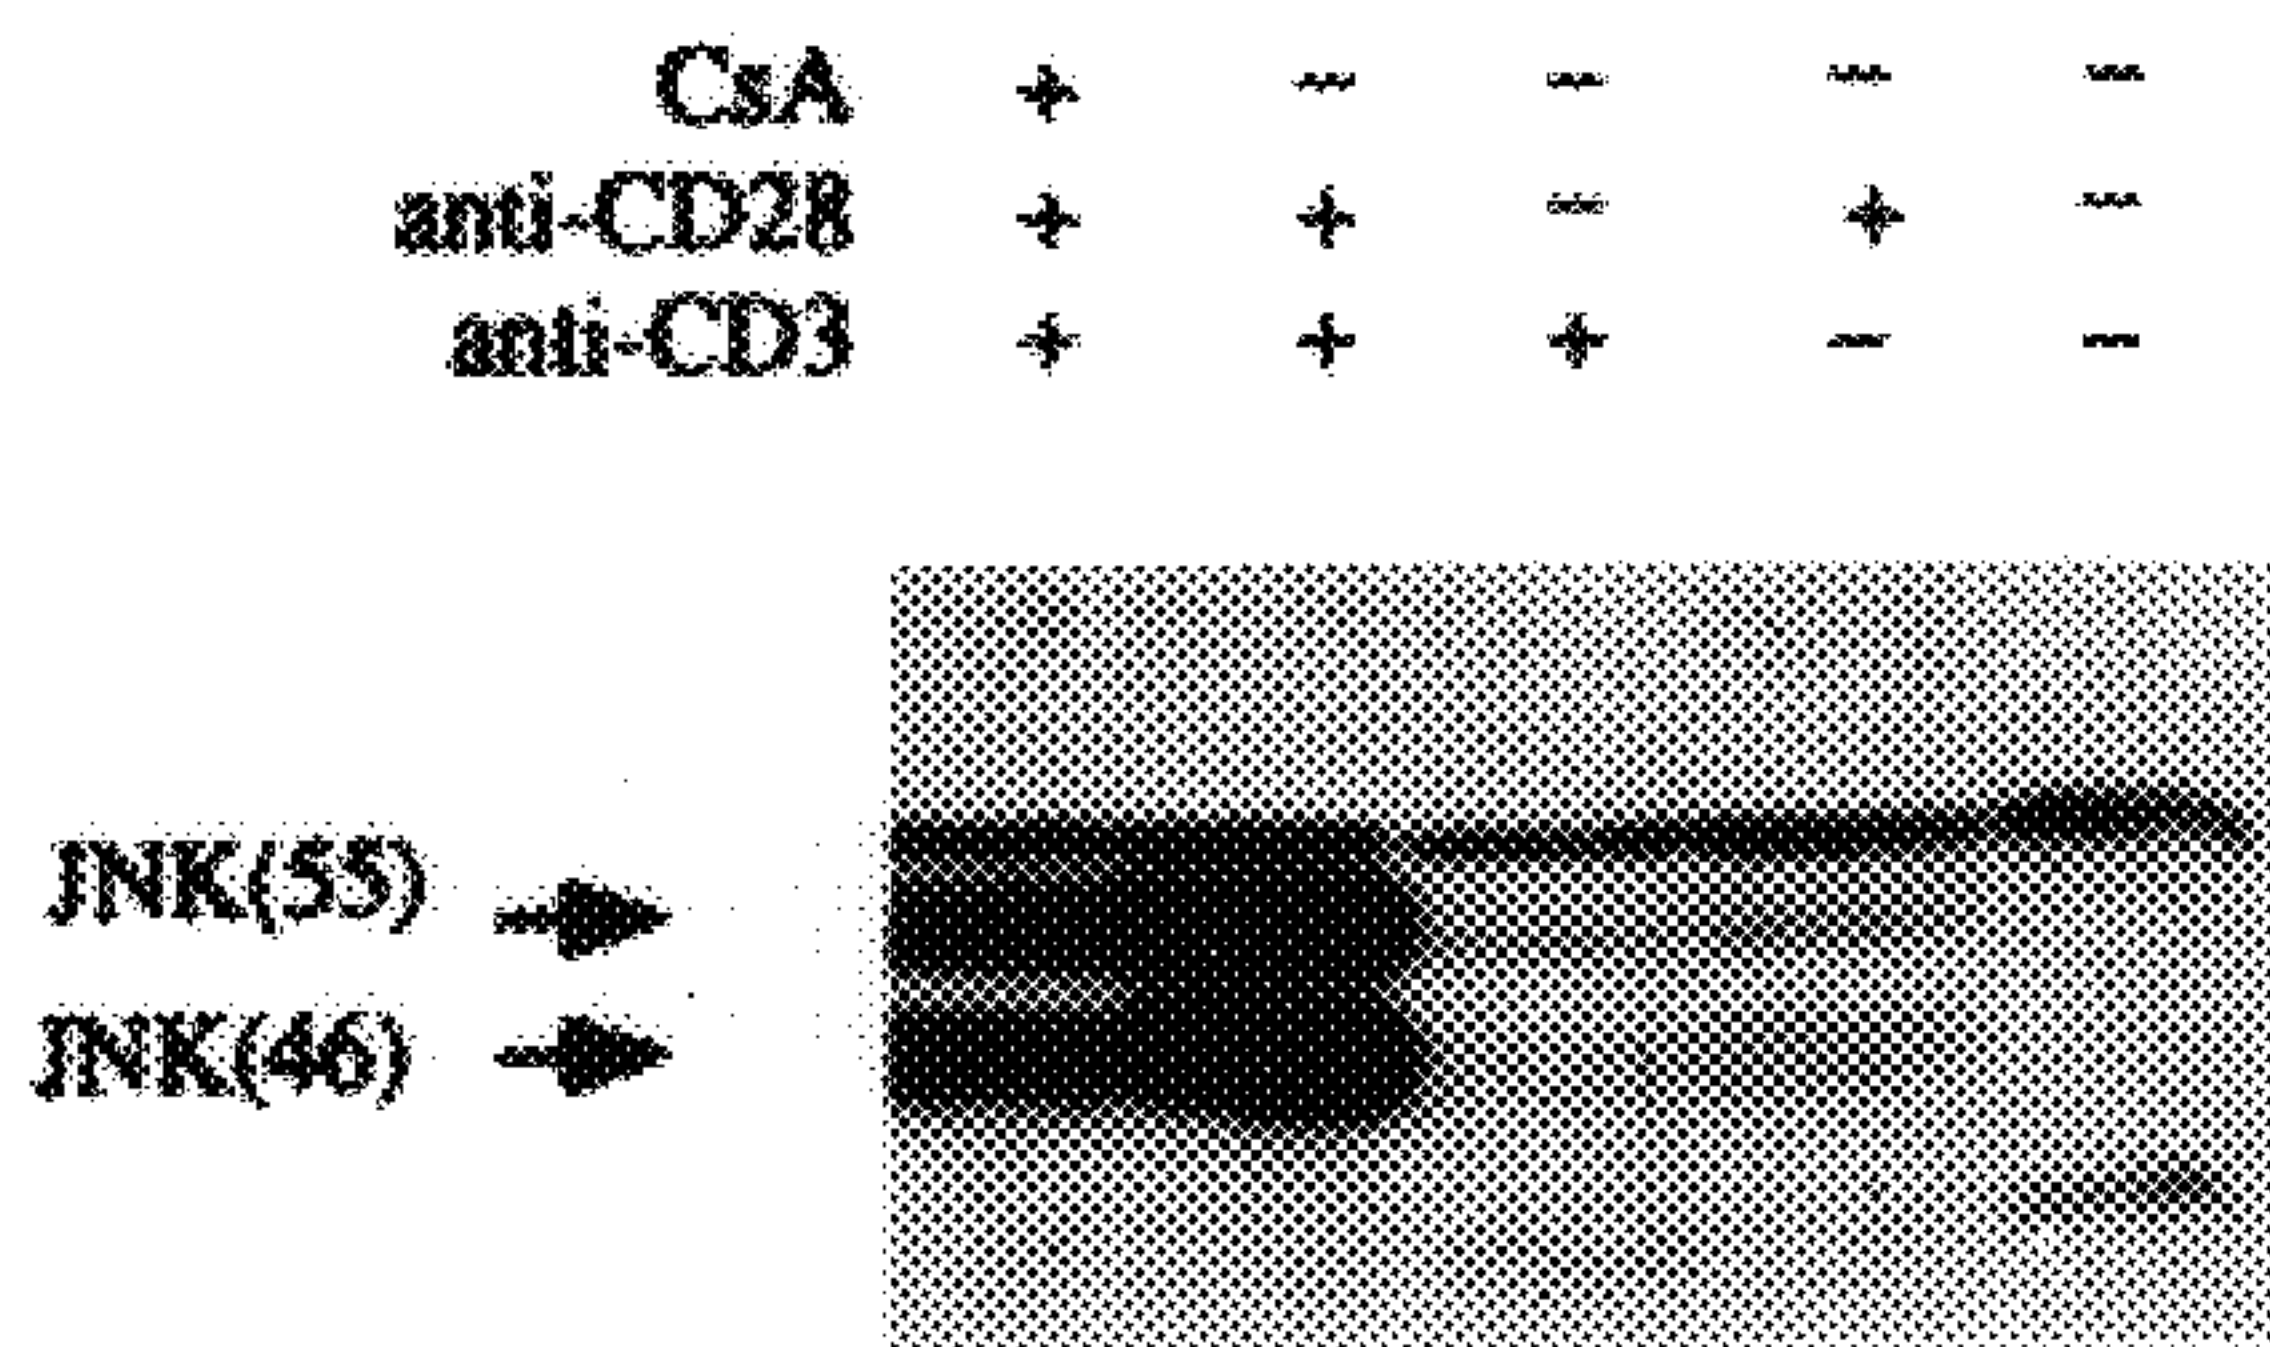 CsA + - - - -
anti-CD28 + + - + -
anti-CD3 + + + - -
JNK(55)
JNK(46)